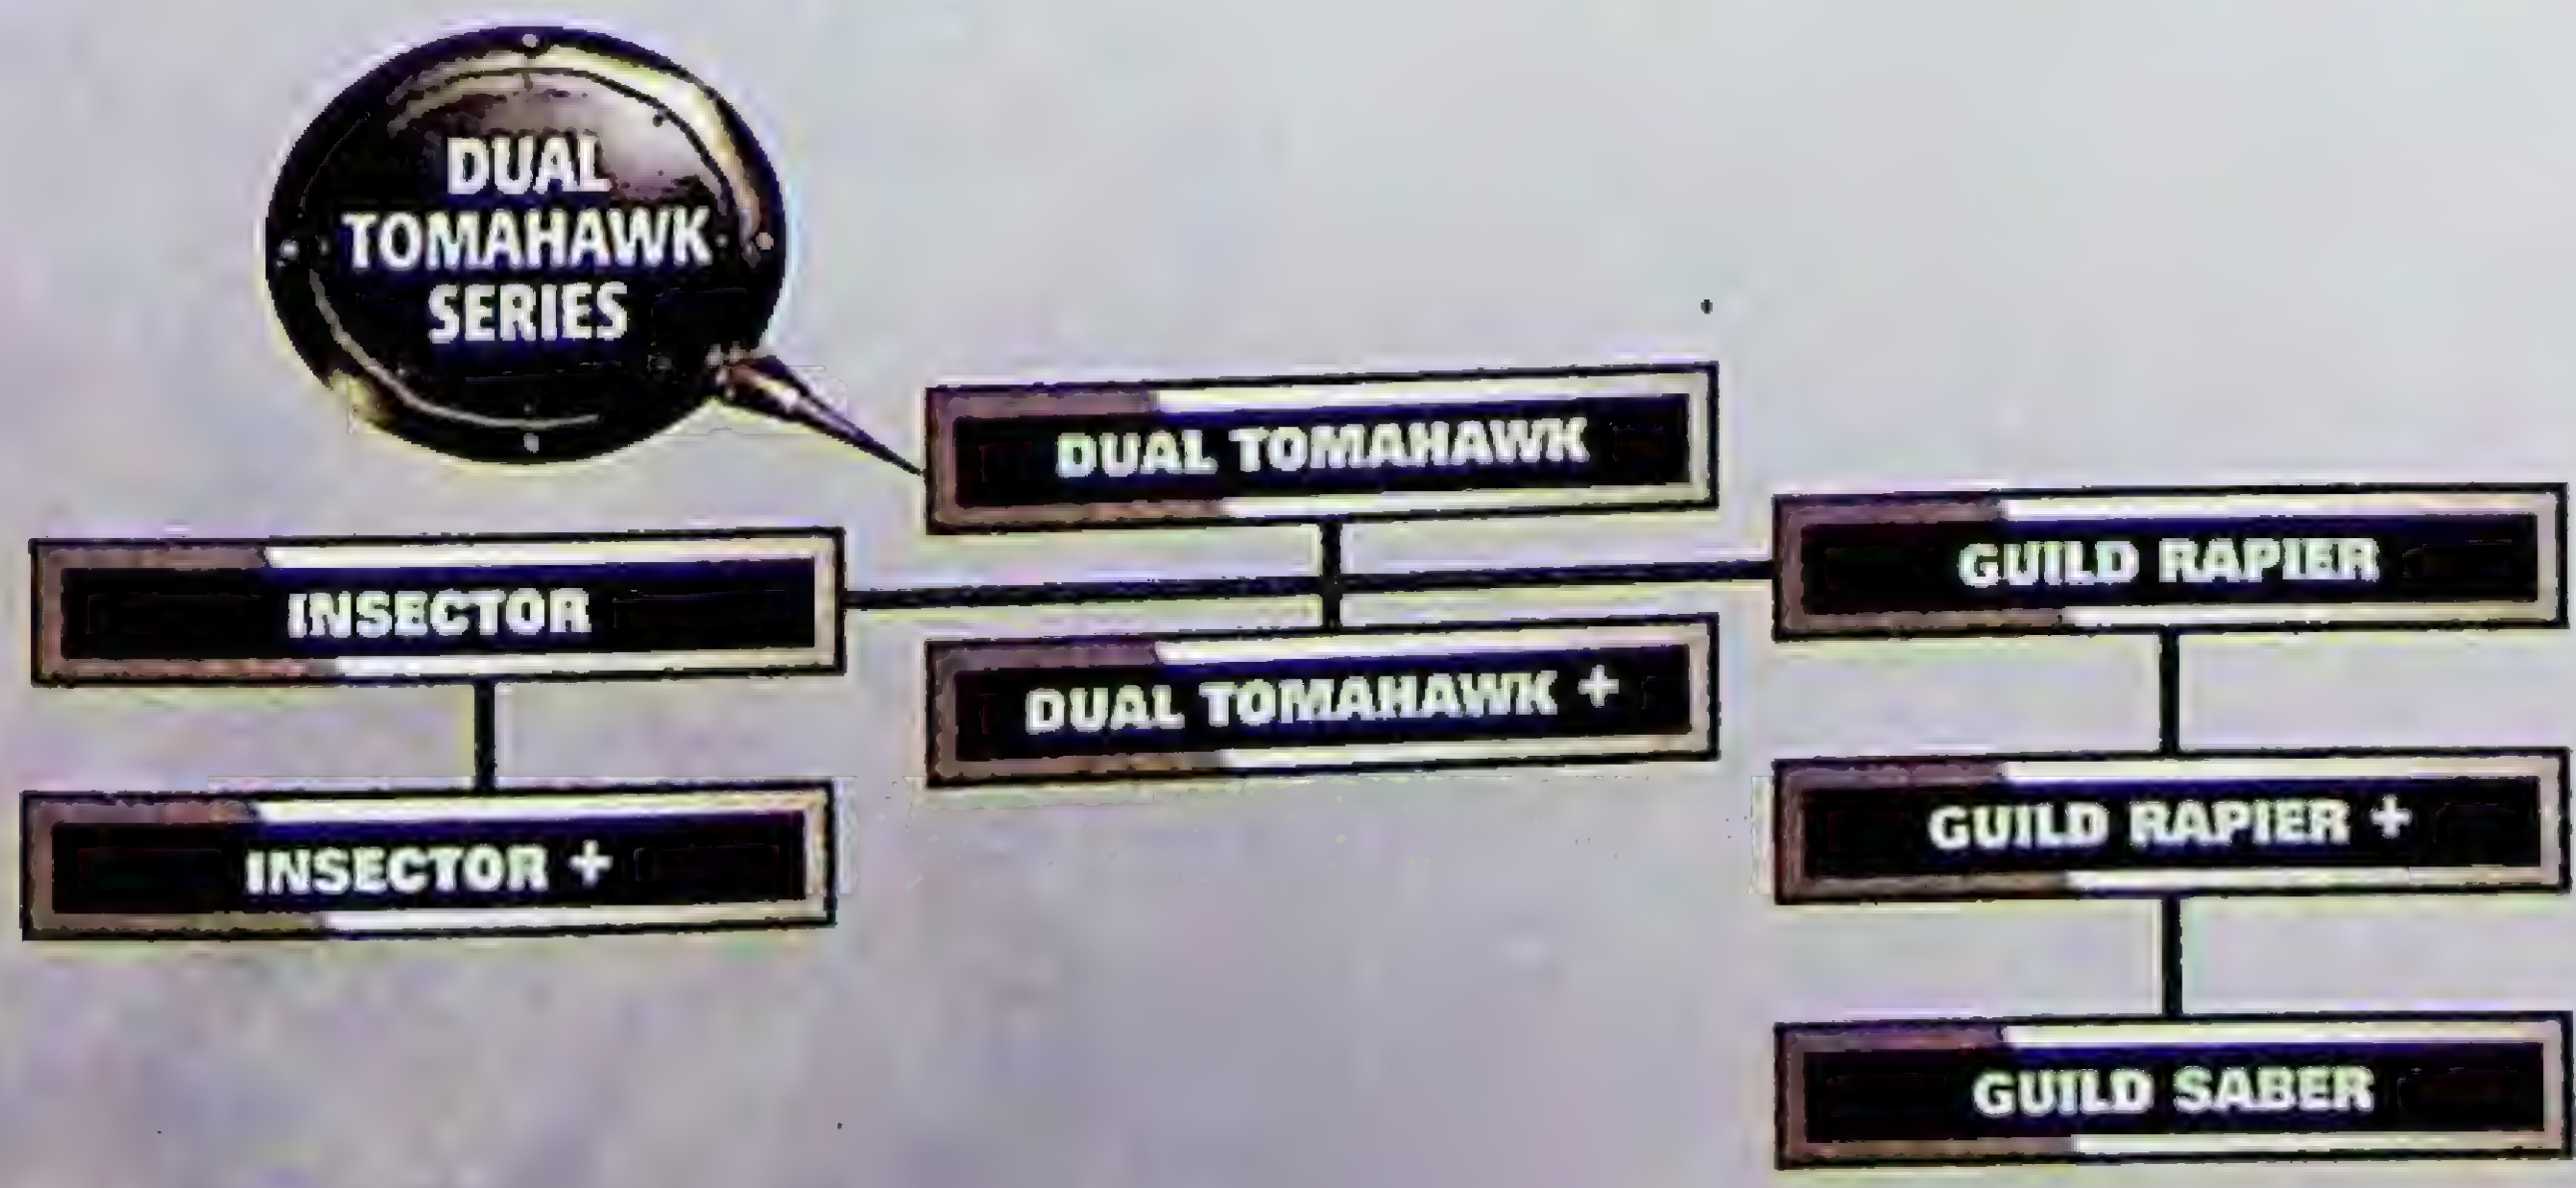 DUAL
TOMAHAWK
SERIES
DUAL TOMAHAWK
INSECTOR
GUILD RAPIER
DUAL TOMAHAWK +
INSECTOR +
GUILD RAPIER +
GUILD SABER